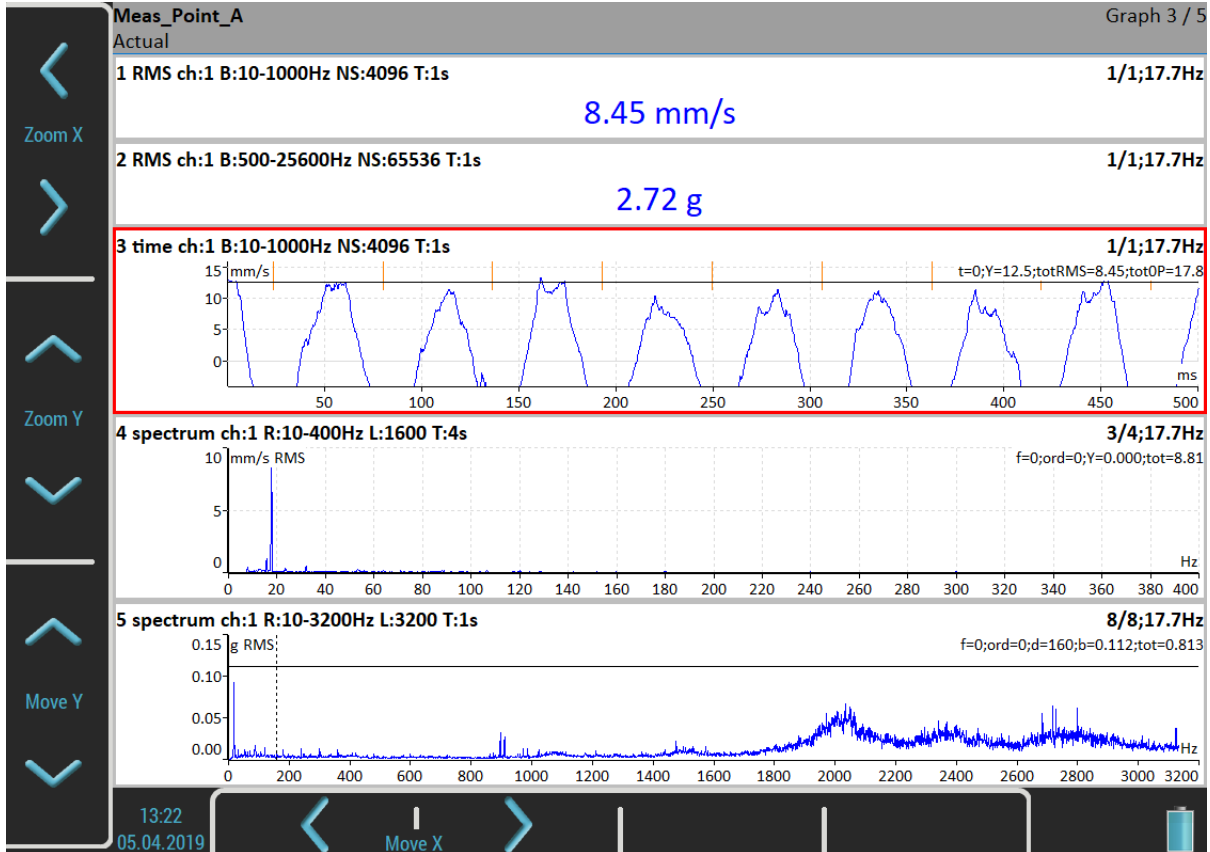 Meas_Point_A Graph 3 / 5
Actual
Zoom X
Zoom Y
Move Y
1 RMS ch:1 B:10-1000Hz NS:4096 T:1s 1/1;17.7Hz
8.45 mm/s
2 RMS ch:1 B:500-25600Hz NS:65536 T:1s 1/1;17.7Hz
2.72 g
3 time ch:1 B:10-1000Hz NS:4096 T:1s 1/1;17.7Hz
15 mm/s t=0;Y=12.5;totRMS=8.45;tot0P=17.8
10
5
0
ms
50 100 150 200 250 300 350 400 450 500
4 spectrum ch:1 R:10-400Hz L:1600 T:4s 3/4;17.7Hz
10 mm/s RMS f=0;ord=0;Y=0.000;tot=8.81
5
0 Hz
0 20 40 60 80 100 120 140 160 180 200 220 240 260 280 300 320 340 360 380 400
5 spectrum ch:1 R:10-3200Hz L:3200 T:1s 8/8;17.7Hz
0.15 g RMS f=0;ord=0;d=160;b=0.112;tot=0.813
0.10
0.05
0.00 Hz
0 200 400 600 800 1000 1200 1400 1600 1800 2000 2200 2400 2600 2800 3000 3200
13:22
05.04.2019
Move X